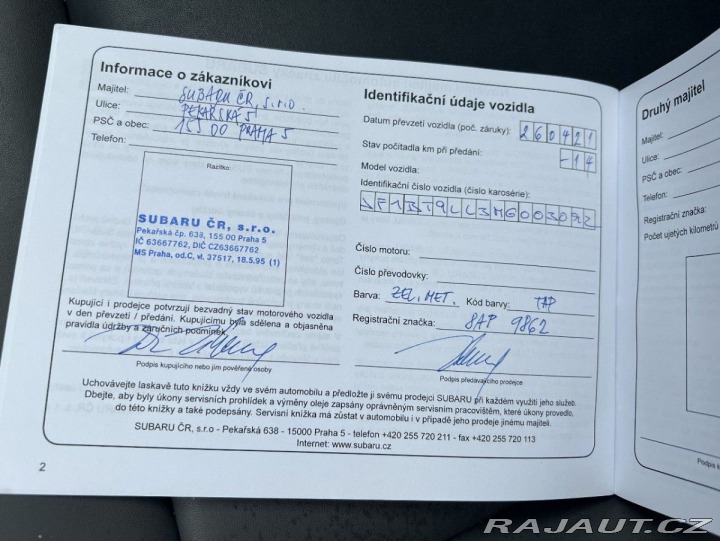 Informace o zákazníkovi
Majitel: SUBARU ČR, s.r.o.
Ulice: PEKAŘSKÁ 5
PSČ a obec: 155 00 PRAHA 5
Telefon:
Razítko:
SUBARU ČR, s.r.o.
Pekařská čp. 638, 155 00 Praha 5
IČ 63667762, DIČ CZ63667762
MS Praha, od.C, vl. 37517, 18.5.95 (1)
Kupující i prodejce potvrzují bezvadný stav motorového vozidla
v den převzetí / předání. Kupujícímu byla sdělena a objasněna
pravidla údržby a záručních podmínek.
Podpis kupujícího nebo jím pověřené osoby
Identifikační údaje vozidla
Datum převzetí vozidla (poč. záruky): 260421
Stav počitadla km při předání: -14
Model vozidla:
Identifikační číslo vozidla (číslo karosérie):
Číslo motoru:
Číslo převodovky:
Barva: ZEL. MET. Kód barvy: TAP
Registrační značka: 8AP 9862
Podpis předávajícího prodejce
Uchovávejte laskavě tuto knížku vždy ve svém automobilu a předložte ji svému prodejci SUBARU při každém využití jeho služeb.
Dbejte, aby byly úkony servisních prohlídek a výměny oleje zapsány oprávněným servisním pracovištěm, které úkony provedlo,
do této knížky a také podepsány. Servisní knížka má zůstat v automobilu i v případě jeho prodeje jinému majiteli.
SUBARU ČR, s.r.o - Pekařská 638 - 15000 Praha 5 - telefon +420 255 720 211 - fax +420 255 720 113
Internet: www.subaru.cz
2
Druhý majitel
Majitel:
Ulice:
PSČ a obec:
Telefon:
Registrační značka:
Počet ujetých kilometrů
Podpis k
RAJAUT.CZ